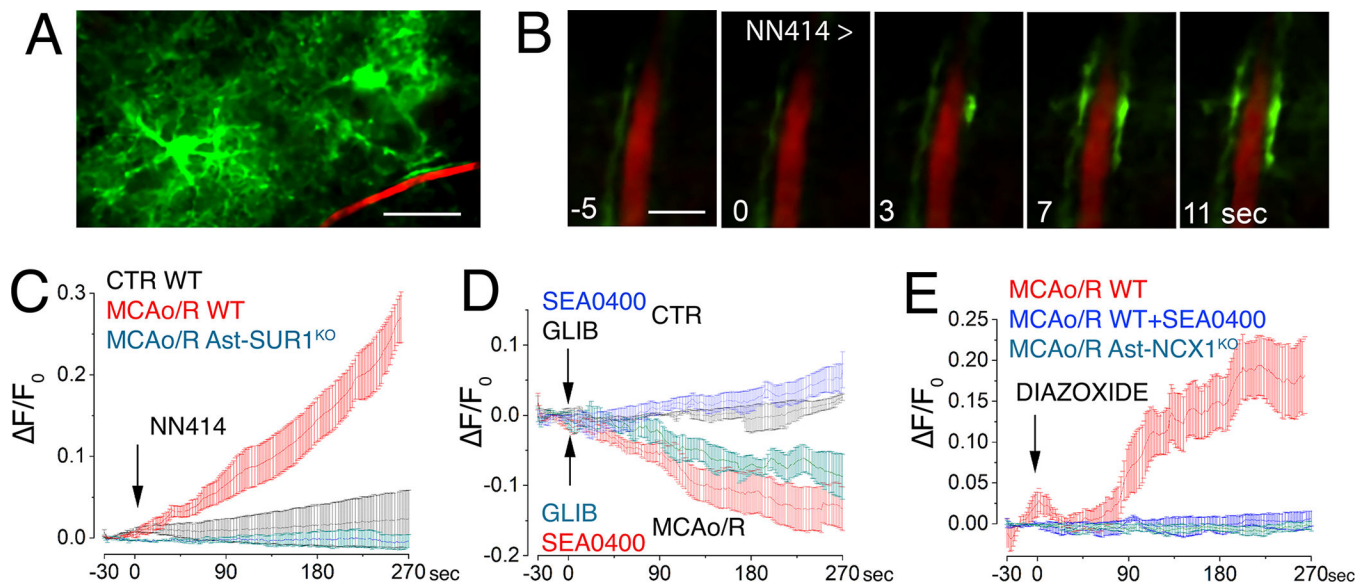 A
B
NN414 >
-5
0
3
7
11 sec
C
CTR WT
MCAo/R WT
MCAo/R Ast-SUR1KO
NN414
ΔF/F0
0.3
0.2
0.1
0.0
-30 0 90 180 270 sec
D
SEA0400
GLIB
CTR
ΔF/F0
0.1
0.0
-0.1
-0.2
GLIB
SEA0400
MCAo/R
-30 0 90 180 270 sec
E
MCAo/R WT
MCAo/R WT+SEA0400
MCAo/R Ast-NCX1KO
DIAZOXIDE
ΔF/F0
0.25
0.20
0.15
0.10
0.05
0.00
-30 0 90 180 270 sec